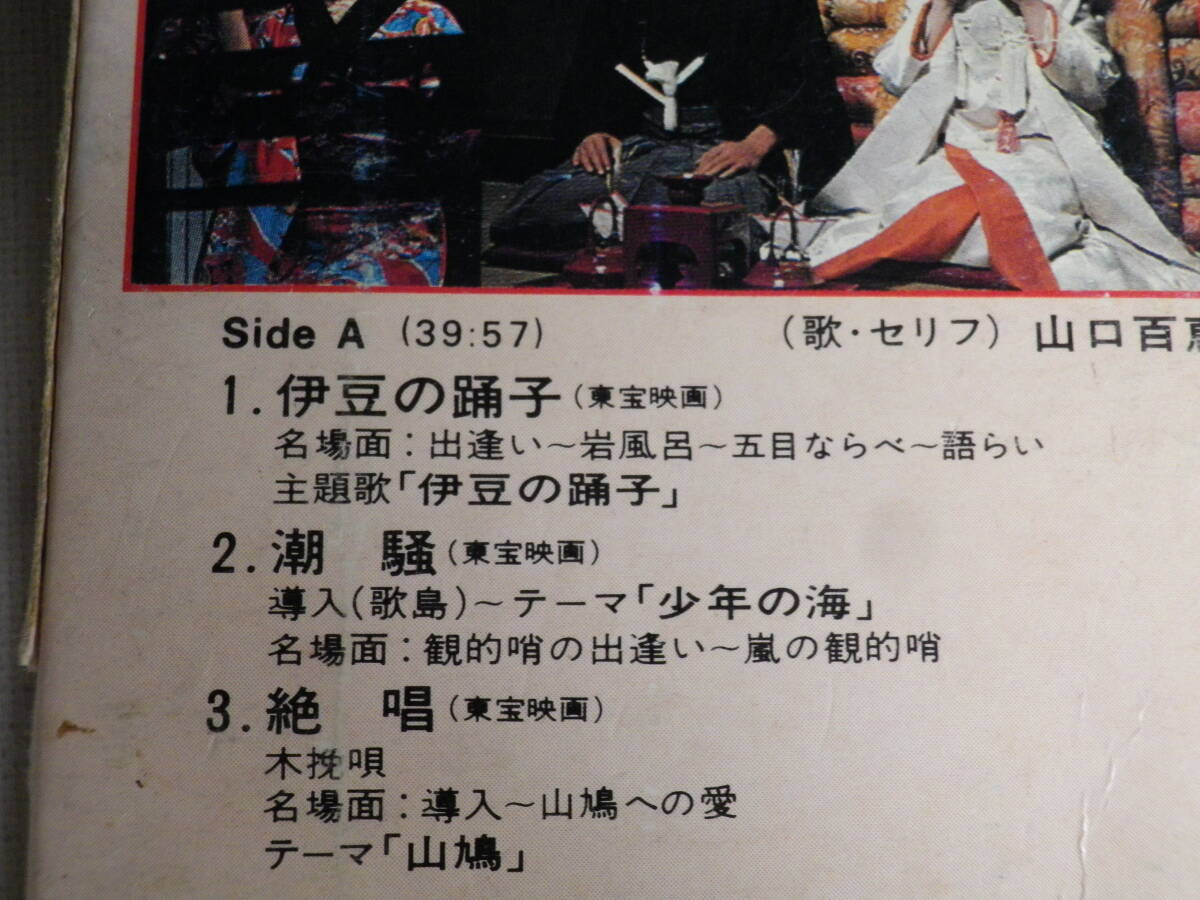 Side A (39:57) (歌・セリフ) 山口百恵
1. 伊豆の踊子 (東宝映画)
名場面：出逢い～岩風呂～五目ならべ～語らい
主題歌「伊豆の踊子」
2. 潮 騒 (東宝映画)
導入(歌島)～テーマ「少年の海」
名場面：観的哨の出逢い～嵐の観的哨
3. 絶 唱 (東宝映画)
木挽唄
名場面：導入～山鳩への愛
テーマ「山鳩」